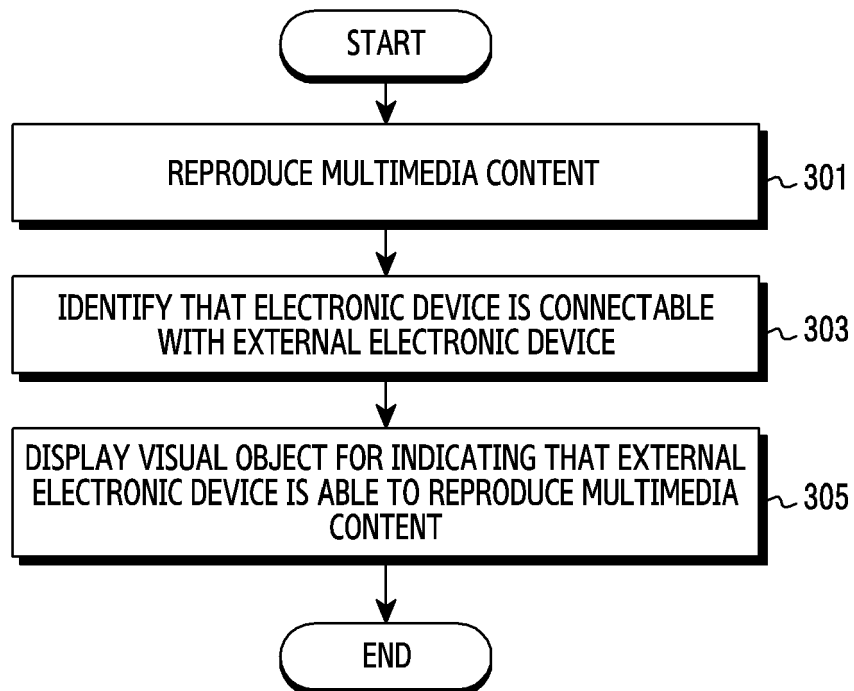 START
REPRODUCE MULTIMEDIA CONTENT
301
IDENTIFY THAT ELECTRONIC DEVICE IS CONNECTABLE
WITH EXTERNAL ELECTRONIC DEVICE
303
DISPLAY VISUAL OBJECT FOR INDICATING THAT EXTERNAL
ELECTRONIC DEVICE IS ABLE TO REPRODUCE MULTIMEDIA
CONTENT
305
END